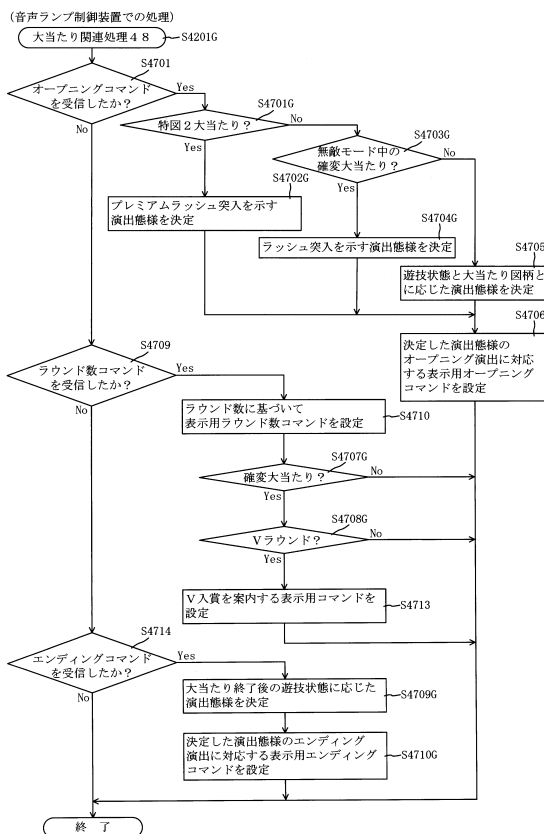 (音声ランプ制御装置での処理)
大当たり関連処理48
S4201G
S4701
オープニングコマンド
を受信したか?
Yes
No
S4701G
特図2大当たり?
No
Yes
S4703G
無敵モード中の
確変大当たり?
No
Yes
S4702G
プレミアムラッシュ突入を示す
演出態様を決定
S4704G
ラッシュ突入を示す演出態様を決定
S4705
遊技状態と大当たり図柄と
に応じた演出態様を決定
S4706
決定した演出態様の
オープニング演出に対応
する表示用オープニング
コマンドを設定
S4709
ラウンド数コマンド
を受信したか?
Yes
No
ラウンド数に基づいて
表示用ラウンド数コマンドを設定
S4710
S4707G
確変大当たり?
No
Yes
S4708G
Vラウンド?
No
Yes
V入賞を案内する表示用コマンドを
設定
S4713
S4714
エンディングコマンド
を受信したか?
Yes
No
大当たり終了後の遊技状態に応じた
演出態様を決定
S4709G
決定した演出態様のエンディング
演出に対応する表示用エンディング
コマンドを設定
S4710G
終了